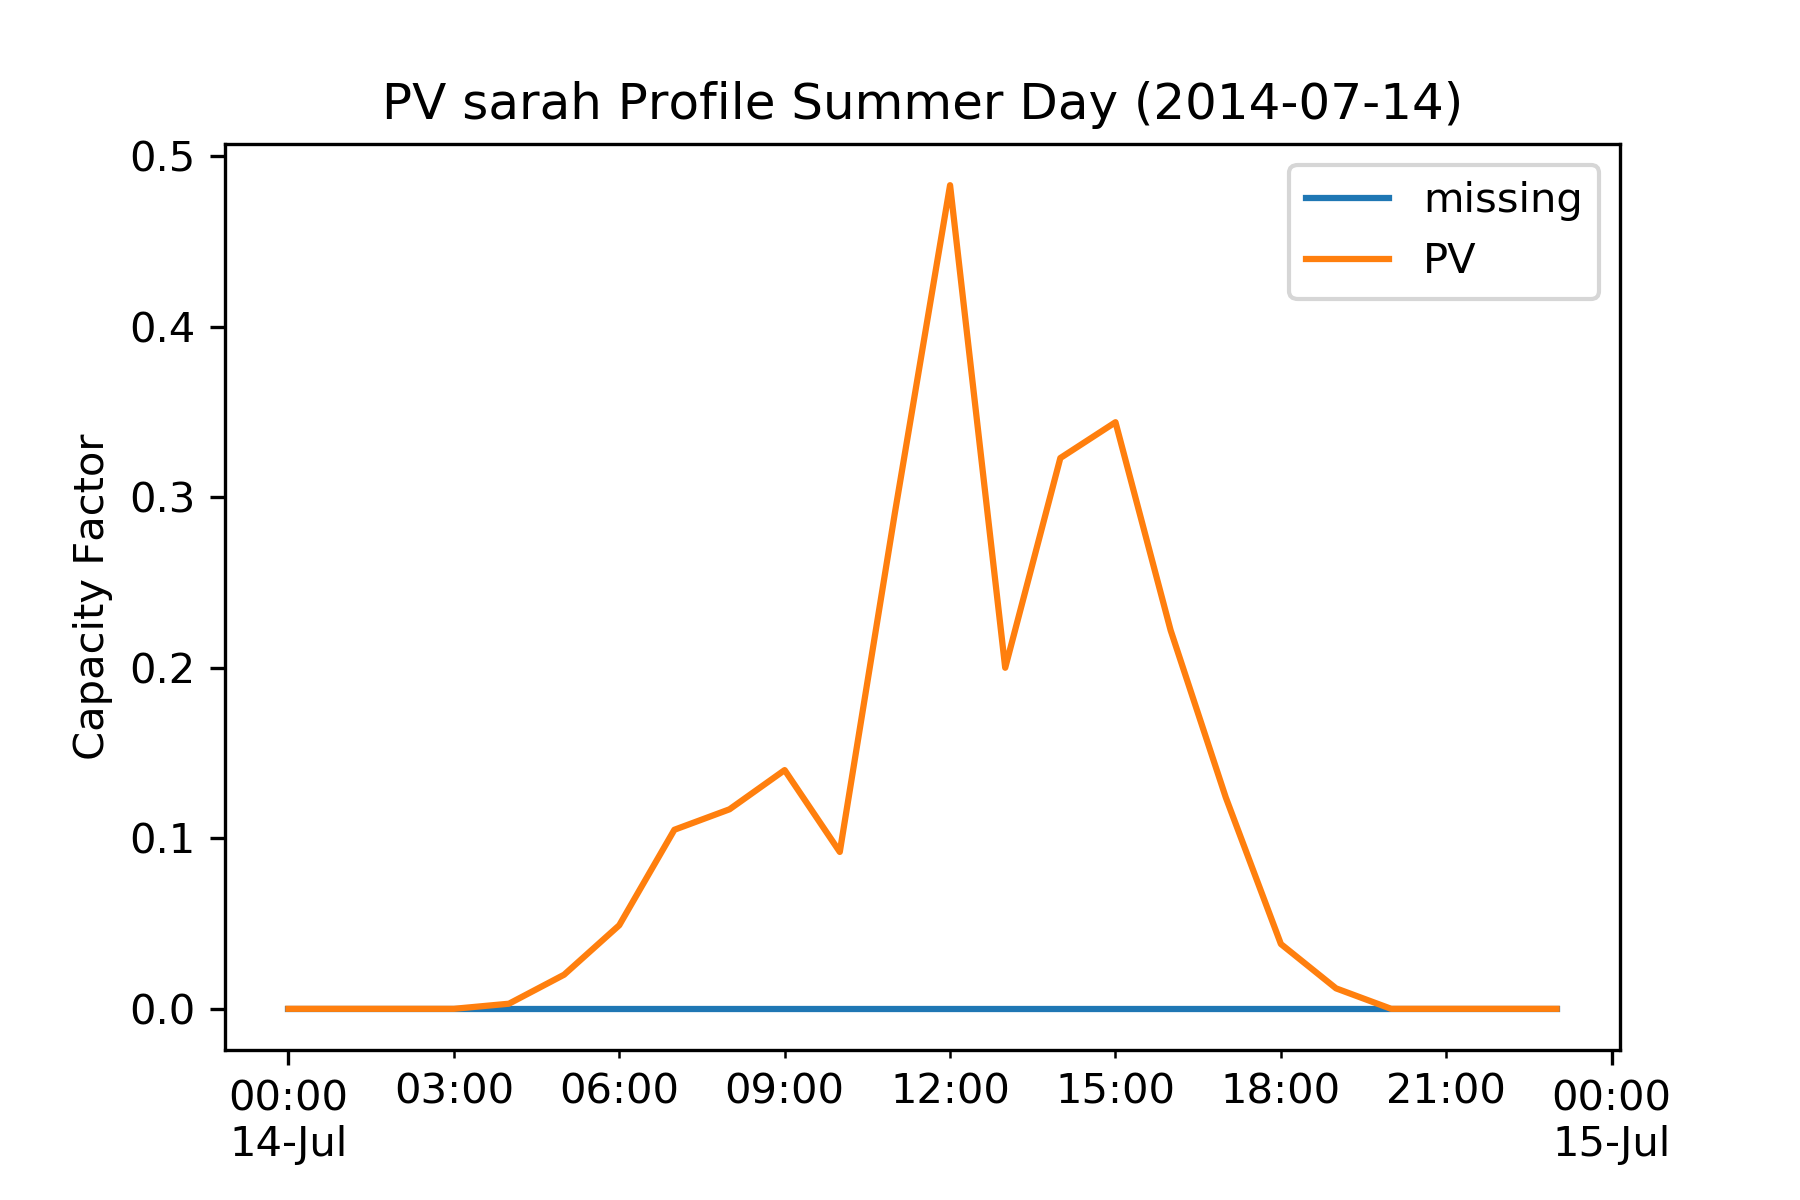 PV sarah Profile Summer Day (2014-07-14)
missing
PV
Capacity Factor
0.5
0.4
0.3
0.2
0.1
0.0
00:00 03:00 06:00 09:00 12:00 15:00 18:00 21:00 00:00
14-Jul 15-Jul